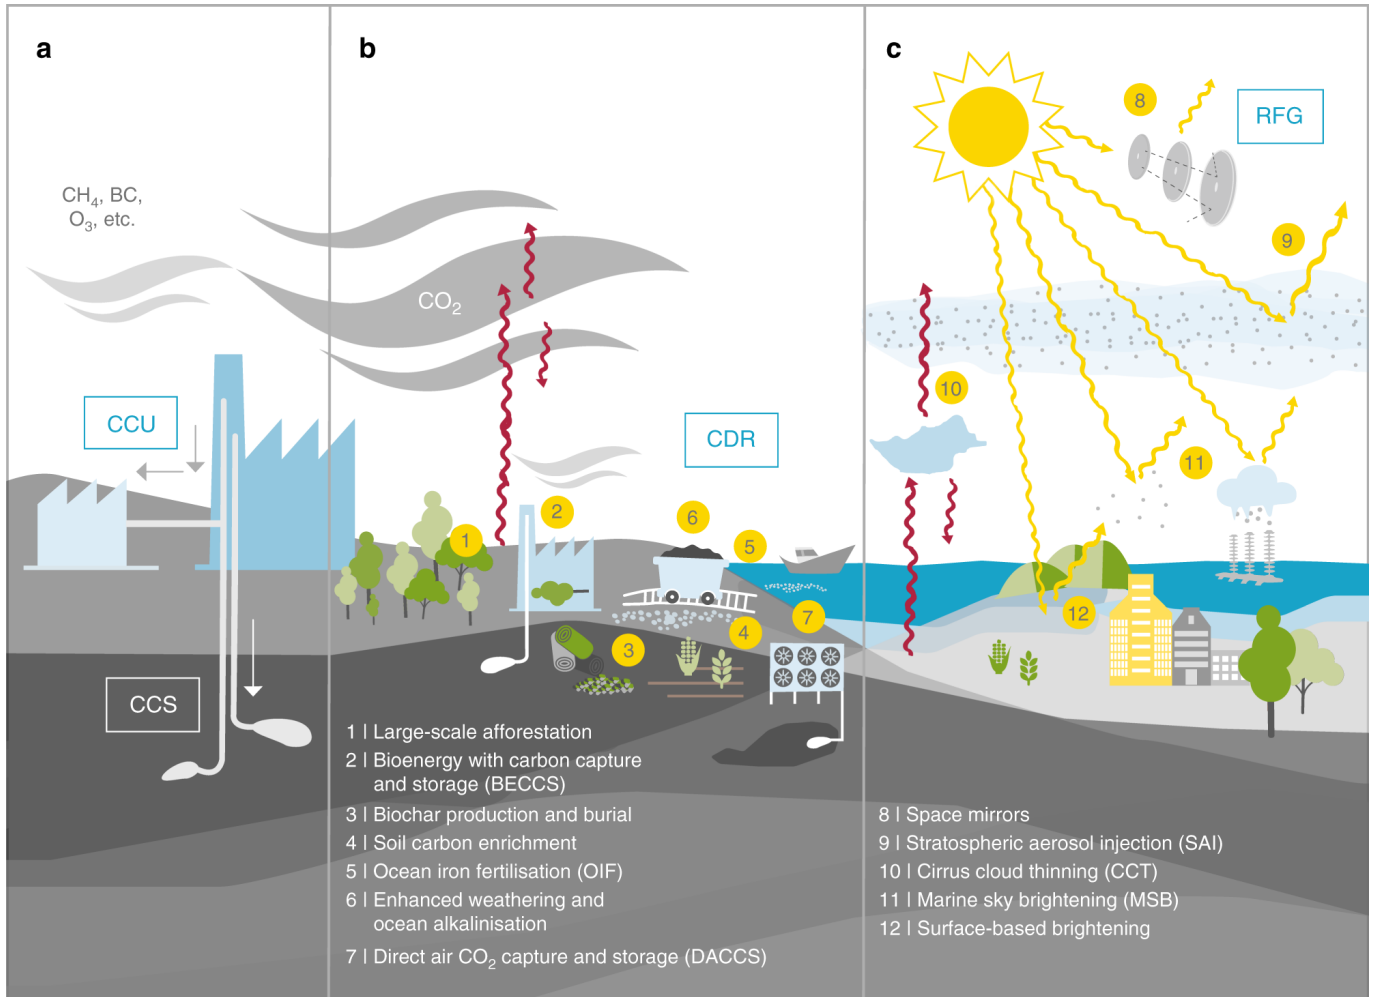 a
b
c
8
RFG
CH₄, BC,
O₃, etc.
9
CO₂
10
CCU
CDR
11
2
6
1
5
12
7
4
3
CCS
1 | Large-scale afforestation
2 | Bioenergy with carbon capture
and storage (BECCS)
3 | Biochar production and burial
4 | Soil carbon enrichment
5 | Ocean iron fertilisation (OIF)
6 | Enhanced weathering and
ocean alkalinisation
7 | Direct air CO₂ capture and storage (DACCS)
8 | Space mirrors
9 | Stratospheric aerosol injection (SAI)
10 | Cirrus cloud thinning (CCT)
11 | Marine sky brightening (MSB)
12 | Surface-based brightening